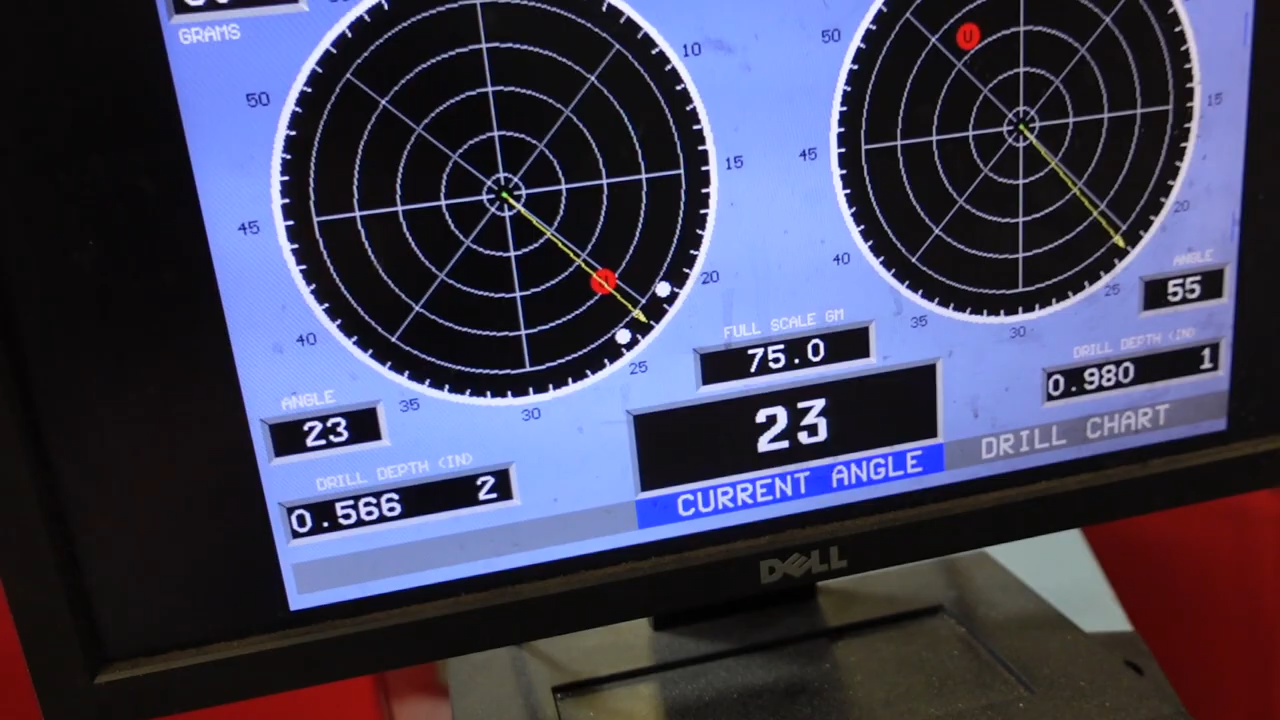 GRAMS
10
50
15
45
20
40
25
35
30
50
15
45
20
40
25
35
30
ANGLE
23
DRILL DEPTH (IN)
0.566 2
FULL SCALE GM
75.0
23
CURRENT ANGLE
ANGLE
55
DRILL DEPTH (IN)
0.980 1
DRILL CHART
U
DELL